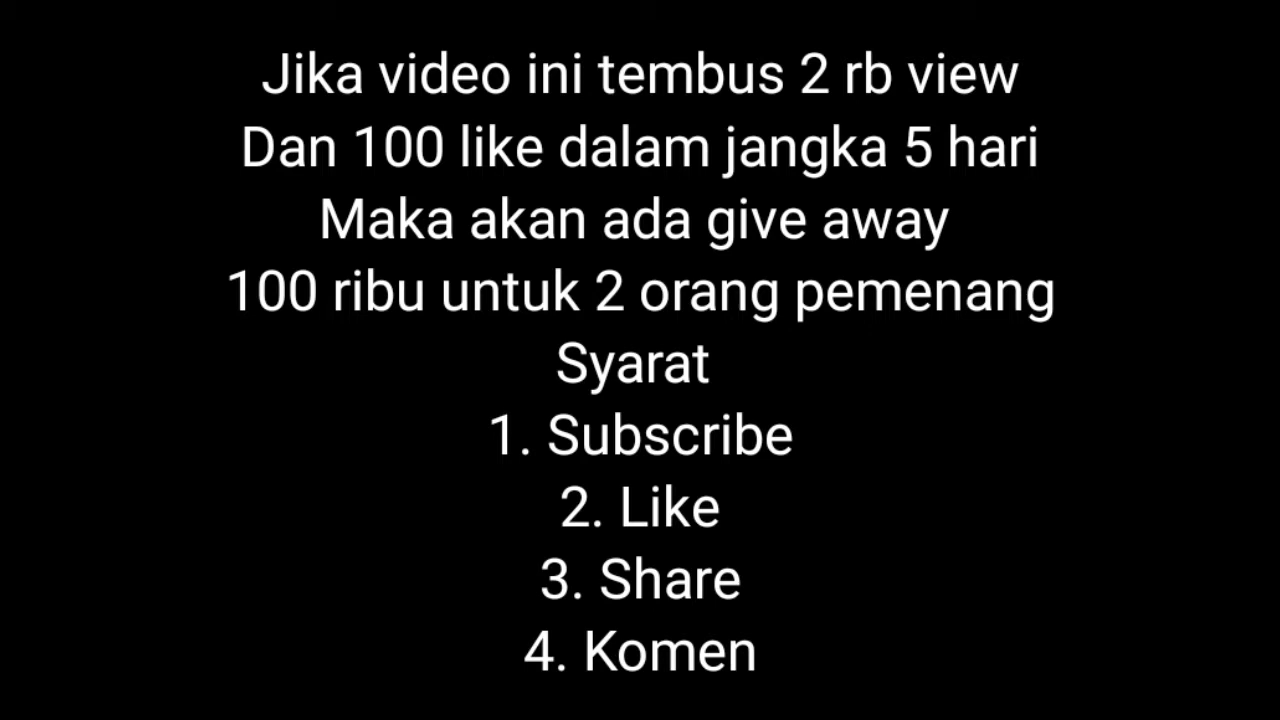 Jika video ini tembus 2 rb view
Dan 100 like dalam jangka 5 hari
Maka akan ada give away
100 ribu untuk 2 orang pemenang
Syarat
1. Subscribe
2. Like
3. Share
4. Komen